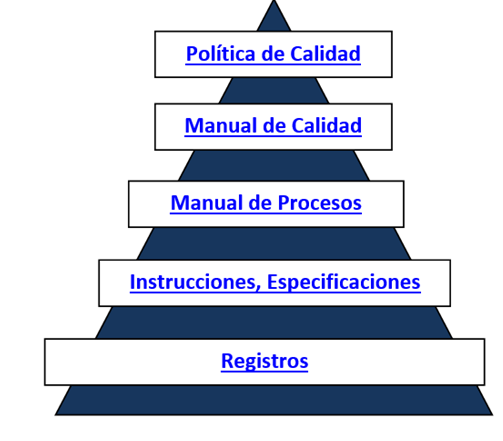 Política de Calidad
Manual de Calidad
Manual de Procesos
Instrucciones, Especificaciones
Registros